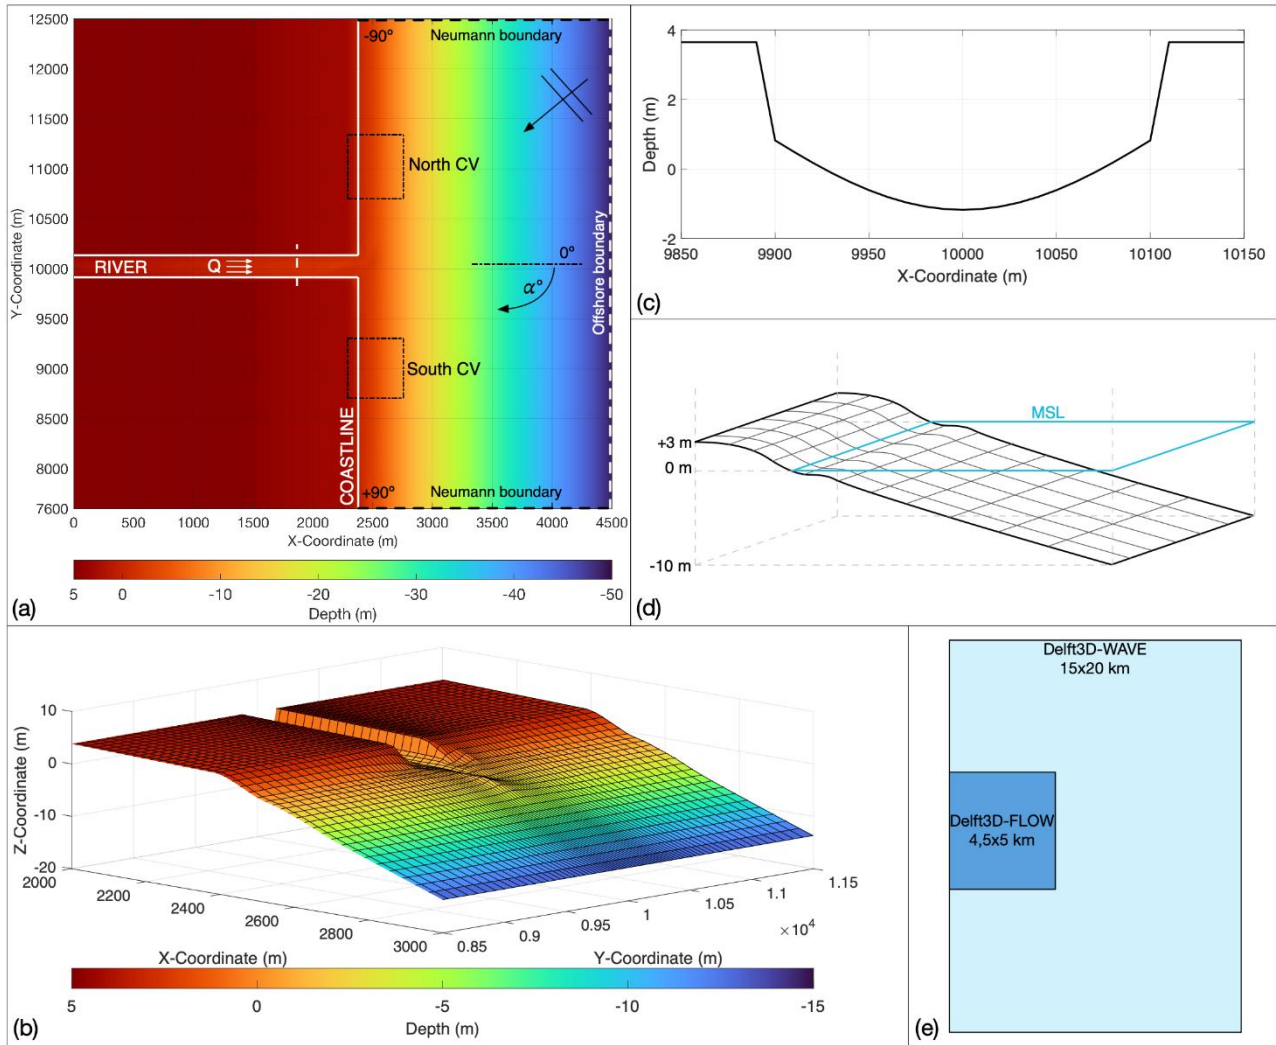 12500
12000
11500
11000
10500
10000
9500
9000
8500
8000
7600
Y-Coordinate (m)
-90°
Neumann boundary
North CV
RIVER
Q
0°
α°
Offshore boundary
South CV
COASTLINE
+90°
Neumann boundary
0 500 1000 1500 2000 2500 3000 3500 4000 4500
X-Coordinate (m)
5 0 -10 -20 -30 -40 -50
Depth (m)
(a)
4
2
0
-2
Depth (m)
9850 9900 9950 10000 10050 10100 10150
X-Coordinate (m)
(c)
MSL
+3 m
0 m
-10 m
(d)
10
0
-10
-20
Z-Coordinate (m)
2000
2200
2400
2600
2800
3000
0.85
0.9
0.95
1
1.05
1.1
1.15
×10⁴
X-Coordinate (m)
Y-Coordinate (m)
5 0 -5 -10 -15
Depth (m)
(b)
Delft3D-WAVE
15x20 km
Delft3D-FLOW
4,5x5 km
(e)